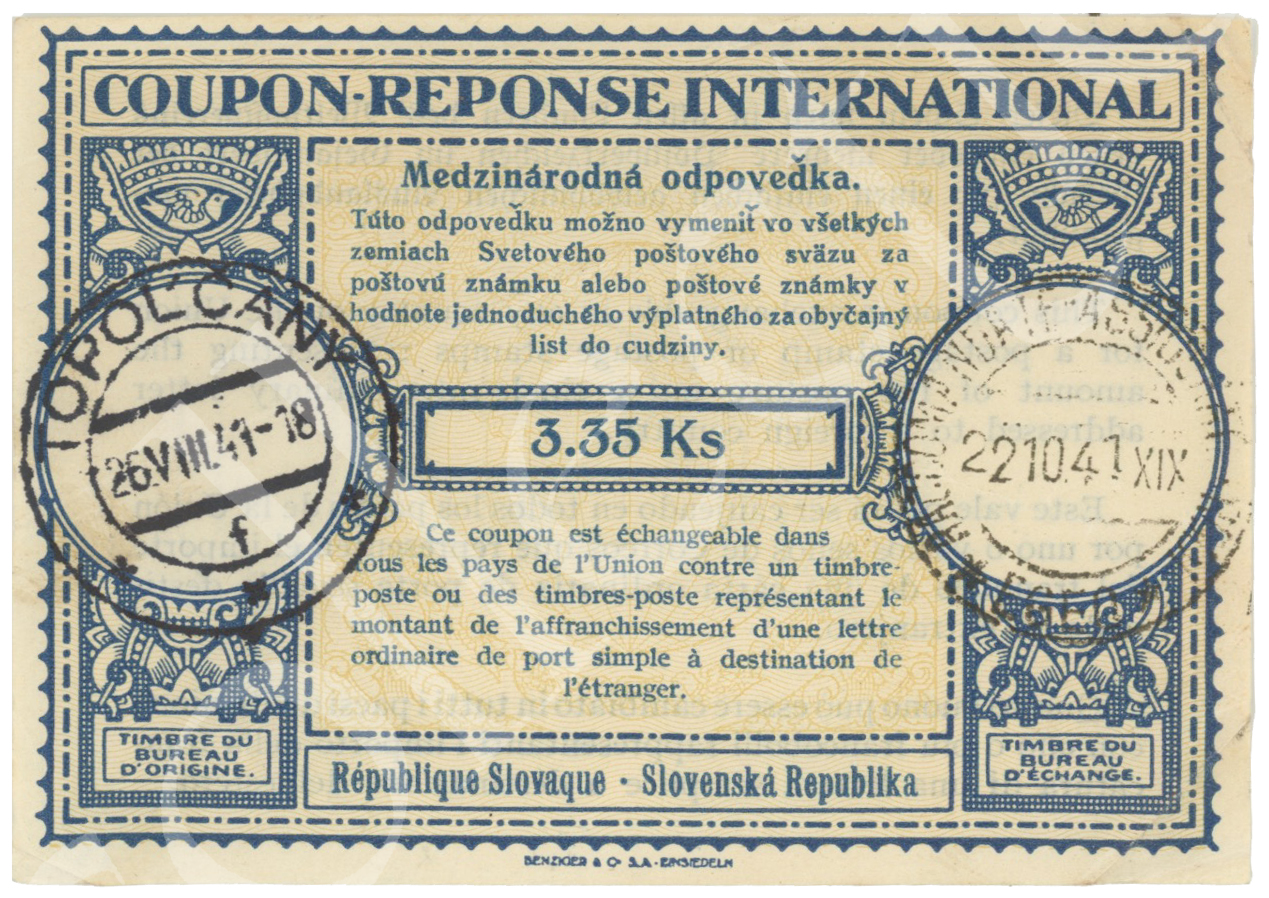 COUPON-REPONSE INTERNATIONAL
Medzinárodná odpoveďka.
Túto odpoveďku možno vymeniť vo všetkých
zemiach Svetového poštového sväzu za
poštovú známku alebo poštové známky v
hodnote jednoduchého výplatného za obyčajný
list do cudziny.
TOPOĽČANY
26.VIII.41-18
f
3.35 Ks
22 10.41 XIX
Ce coupon est échangeable dans
tous les pays de l'Union contre un timbre-
poste ou des timbres-poste représentant le
montant de l'affranchissement d'une lettre
ordinaire de port simple à destination de
l'étranger.
TIMBRE DU
BUREAU
D'ORIGINE.
TIMBRE DU
BUREAU
D'ÉCHANGE.
République Slovaque · Slovenská Republika
BENZIGER & Co S.A. - EINSIEDELN